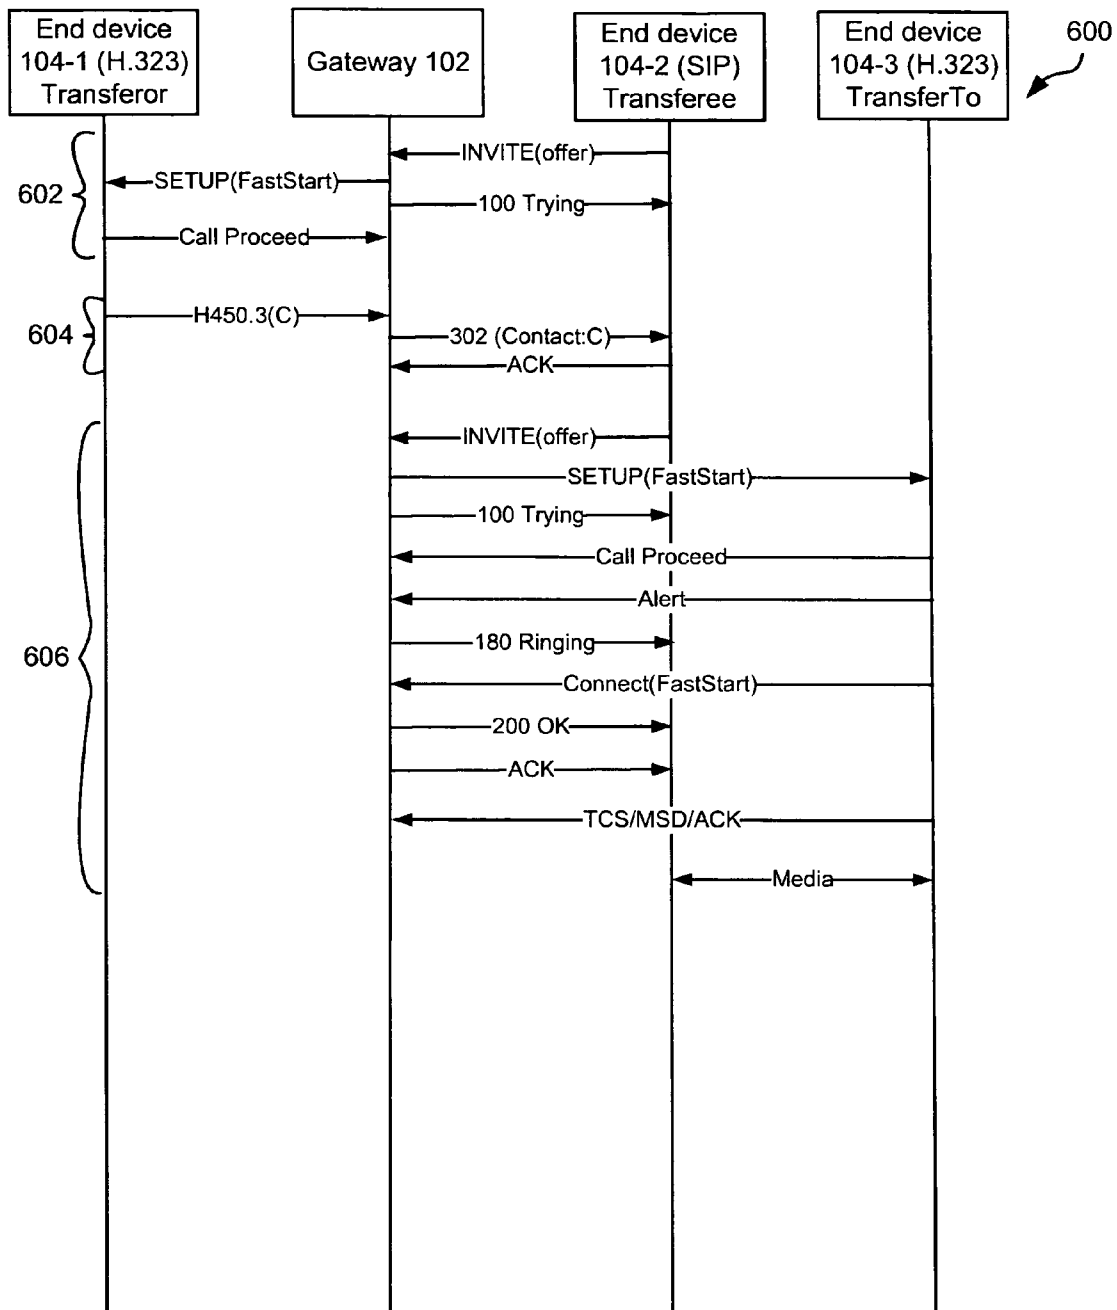 End device
104-1 (H.323)
Transferor
Gateway 102
End device
104-2 (SIP)
Transferee
End device
104-3 (H.323)
TransferTo
600
602
INVITE(offer)
SETUP(FastStart)
100 Trying
Call Proceed
604
H450.3(C)
302 (Contact:C)
ACK
606
INVITE(offer)
SETUP(FastStart)
100 Trying
Call Proceed
Alert
180 Ringing
Connect(FastStart)
200 OK
ACK
TCS/MSD/ACK
Media